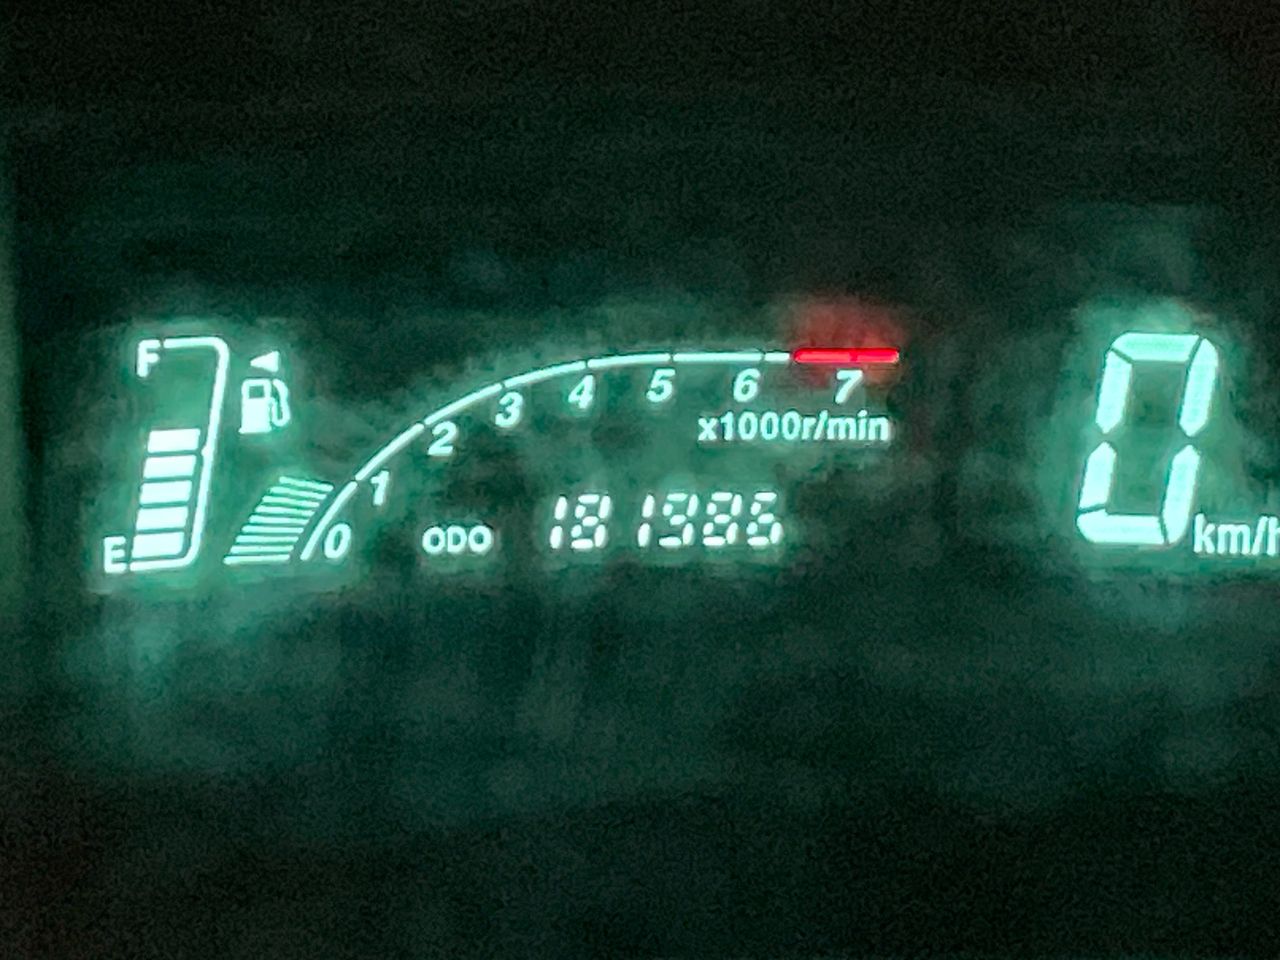 F
E
0 1 2 3 4 5 6 7
x1000r/min
ODO 181986
0 km/h